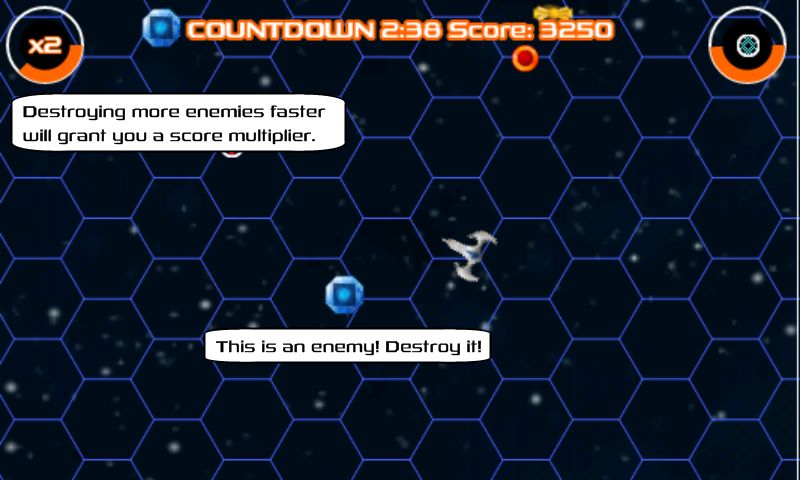 x2
COUNTDOWN 2:38 Score: 3250
Destroying more enemies faster
will grant you a score multiplier.
This is an enemy! Destroy it!